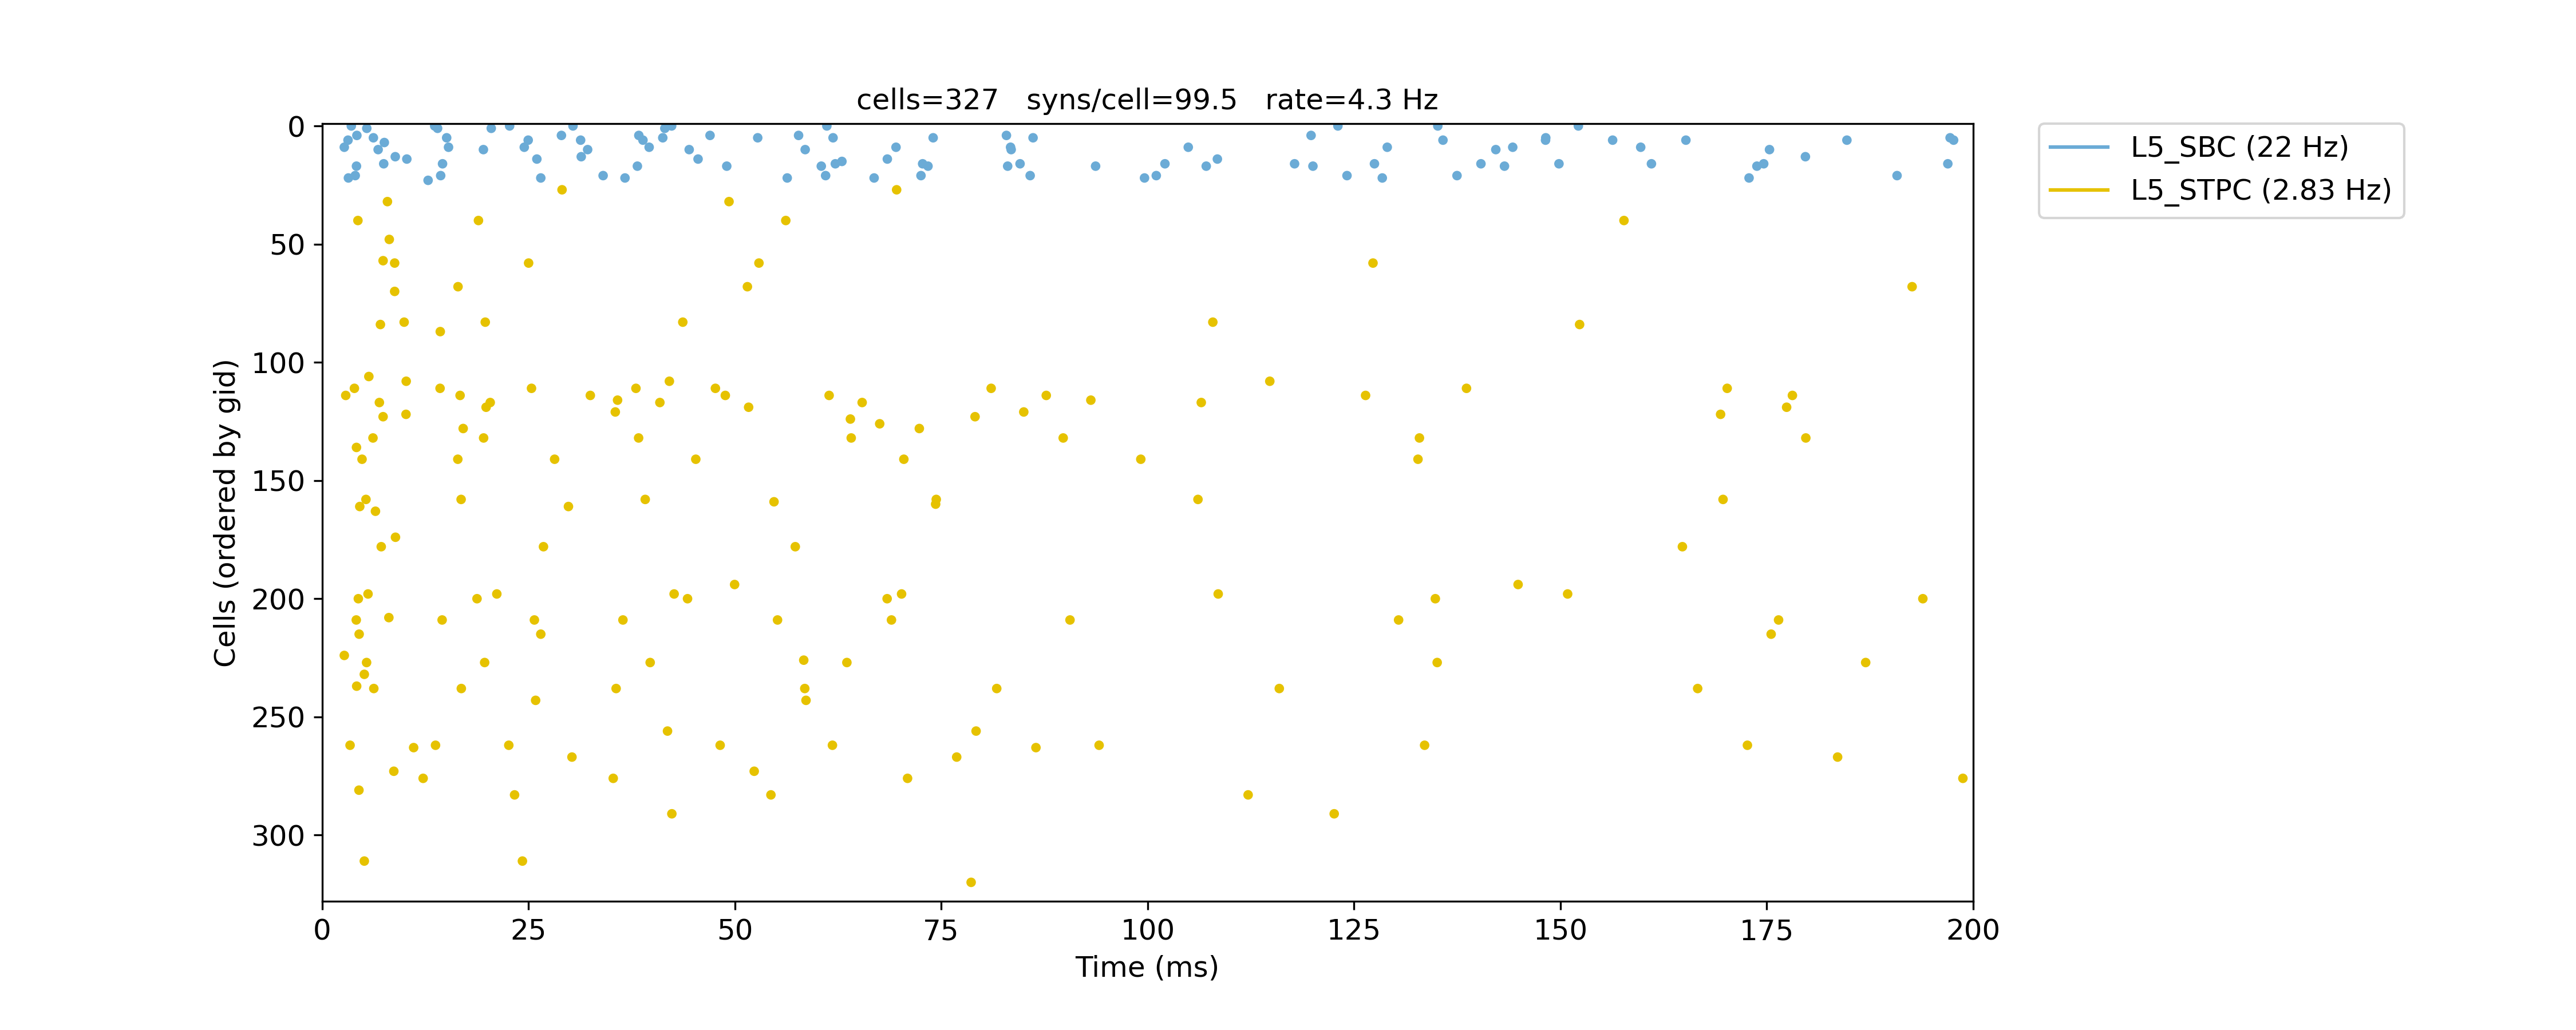 cells=327   syns/cell=99.5   rate=4.3 Hz
L5_SBC (22 Hz)
L5_STPC (2.83 Hz)
Cells (ordered by gid)
0
50
100
150
200
250
300
0 25 50 75 100 125 150 175 200
Time (ms)